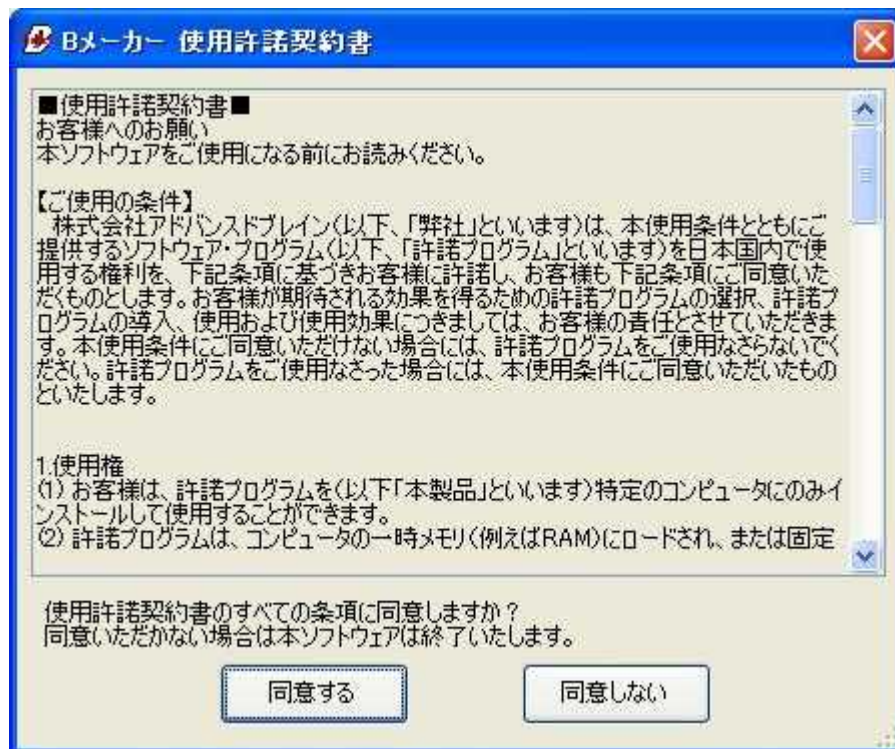 Bメーカー 使用許諾契約書
■使用許諾契約書■
お客様へのお願い
本ソフトウェアをご使用になる前にお読みください。
【ご使用の条件】
株式会社アドバンスドブレイン(以下、「弊社」といいます)は、本使用条件とともにご
提供するソフトウェア・プログラム(以下、「許諾プログラム」といいます)を日本国内で使
用する権利を、下記条項に基づきお客様に許諾し、お客様も下記条項にご同意いた
だくものとします。お客様が期待される効果を得るための許諾プログラムの選択、許諾プ
ログラムの導入、使用および使用効果につきましては、お客様の責任とさせていただきま
す。本使用条件にご同意いただけない場合には、許諾プログラムをご使用なさらないでく
ださい。許諾プログラムをご使用なさった場合には、本使用条件にご同意いただいたもの
といたします。
1.使用権
(1) お客様は、許諾プログラムを(以下「本製品」といいます)特定のコンピュータにのみイ
ンストールして使用することができます。
(2) 許諾プログラムは、コンピュータの一時メモリ(例えばRAM)にロードされ、または固定
使用許諾契約書のすべての条項に同意しますか?
同意いただかない場合は本ソフトウェアは終了いたします。
同意する
同意しない